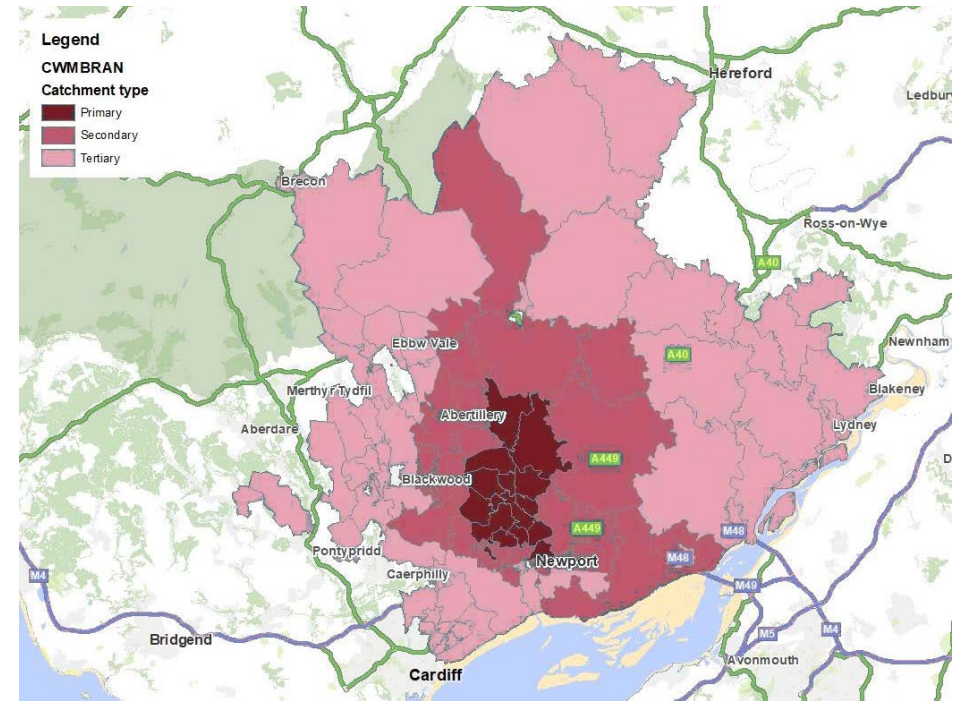 Legend
CWMBRAN
Catchment type
Primary
Secondary
Tertiary
Hereford
Ledbury
Brecon
Ross-on-Wye
A40
Ebbw Vale
A40
Newnham
Merthyr Tydfil
Blakeney
Abertillery
Aberdare
Lydney
A449
D
Blackwood
A449
M48
Pontypridd
Newport
M48
Caerphilly
M4
M49
M5
M4
Bridgend
Avonmouth
Cardiff